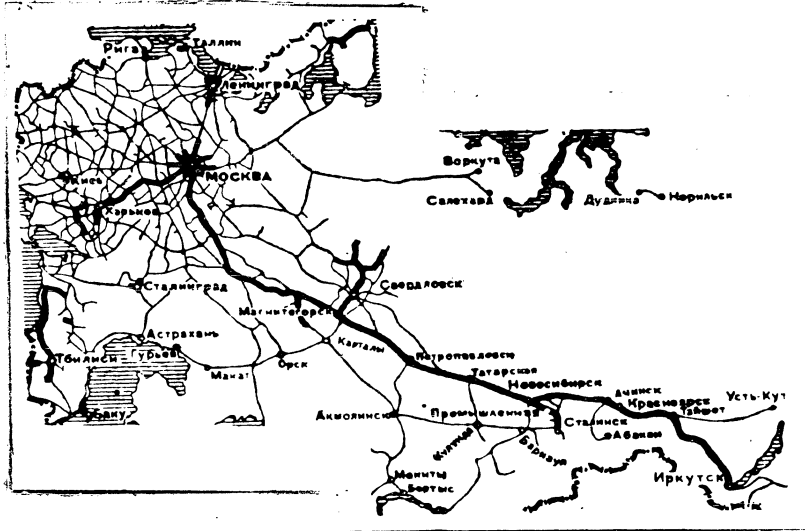 Рига
Таллин
Ленинград
Воркута
Салехард
Дудинка
Норильск
Киев
МОСКВА
Харьков
Сталинград
Свердловск
Магнитогорск
Астрахань
Гурьев
Тбилиси
Макат
Орск
Карталы
Петропавловск
Татарская
Новосибирск
Ачинск
Красноярск
Тайшет
Усть-Кут
Баку
Акмолинск
Промышленная
Сталинск
Абакан
Кулунда
Барнаул
Иркутск
Моинты
Бертыс